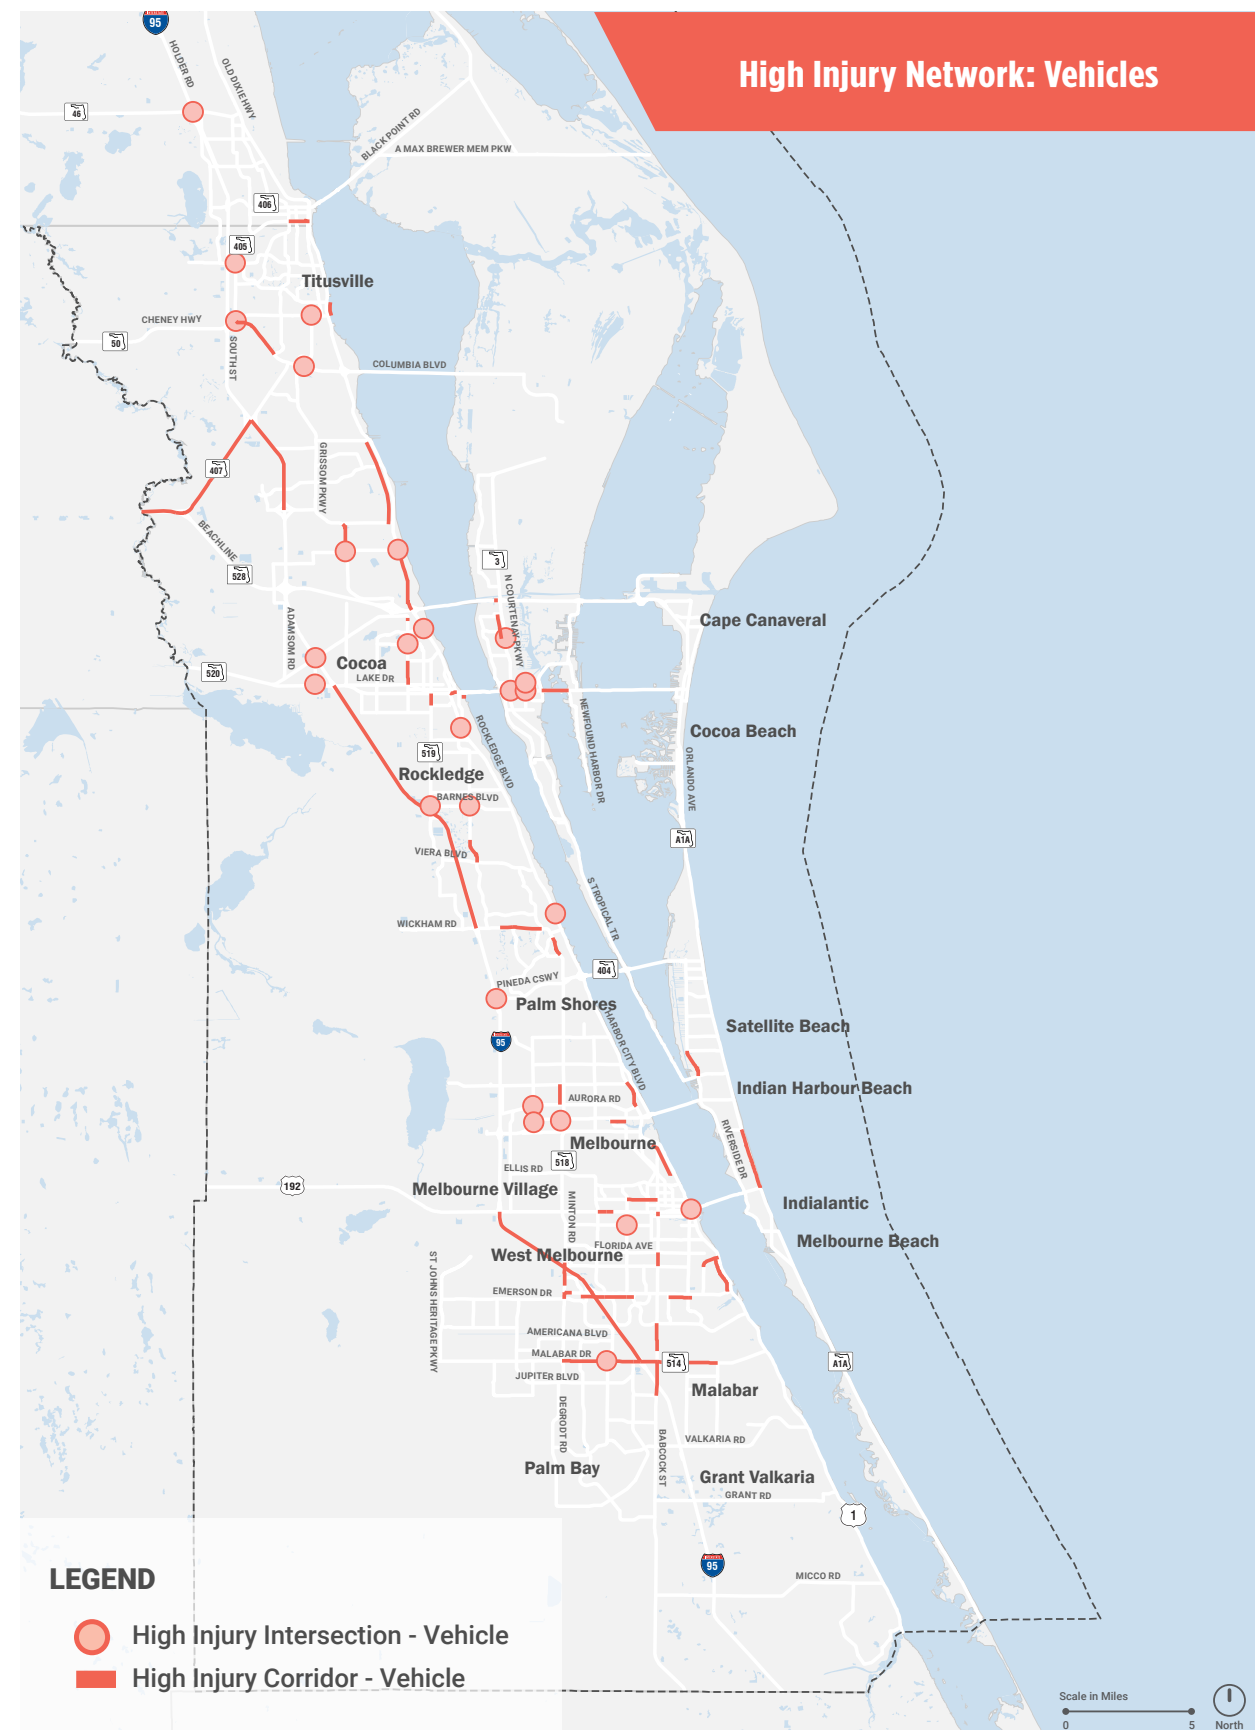 High Injury Network: Vehicles
95
HOLDER RD
OLD DIXIE HWY
46
BLACK POINT RD
A MAX BREWER MEM PKW
406
405
Titusville
CHENEY HWY
50
SOUTH ST
COLUMBIA BLVD
GRISSOM PKWY
407
BEACHLINE
528
3
N COURTENAY PKWY
ADAMSOM RD
Cape Canaveral
Cocoa
LAKE DR
520
NEWFOUND HARBOR DR
Cocoa Beach
ORLANDO AVE
ROCKLEDGE BLVD
519
Rockledge
BARNES BLVD
A1A
VIERA BLVD
S TROPICAL TR
WICKHAM RD
404
PINEDA CSWY
Palm Shores
HARBOR CITY BLVD
Satellite Beach
95
Indian Harbour Beach
AURORA RD
RIVERSIDE DR
Melbourne
518
ELLIS RD
192
Melbourne Village
MINTON RD
Indialantic
FLORIDA AVE
Melbourne Beach
West Melbourne
ST JOHNS HERITAGE PKWY
EMERSON DR
AMERICANA BLVD
MALABAR DR
514
A1A
JUPITER BLVD
Malabar
DEGRODT RD
BABCOCK ST
VALKARIA RD
Palm Bay
Grant Valkaria
GRANT RD
1
95
MICCO RD
LEGEND
High Injury Intersection - Vehicle
High Injury Corridor - Vehicle
Scale in Miles
0 5 North